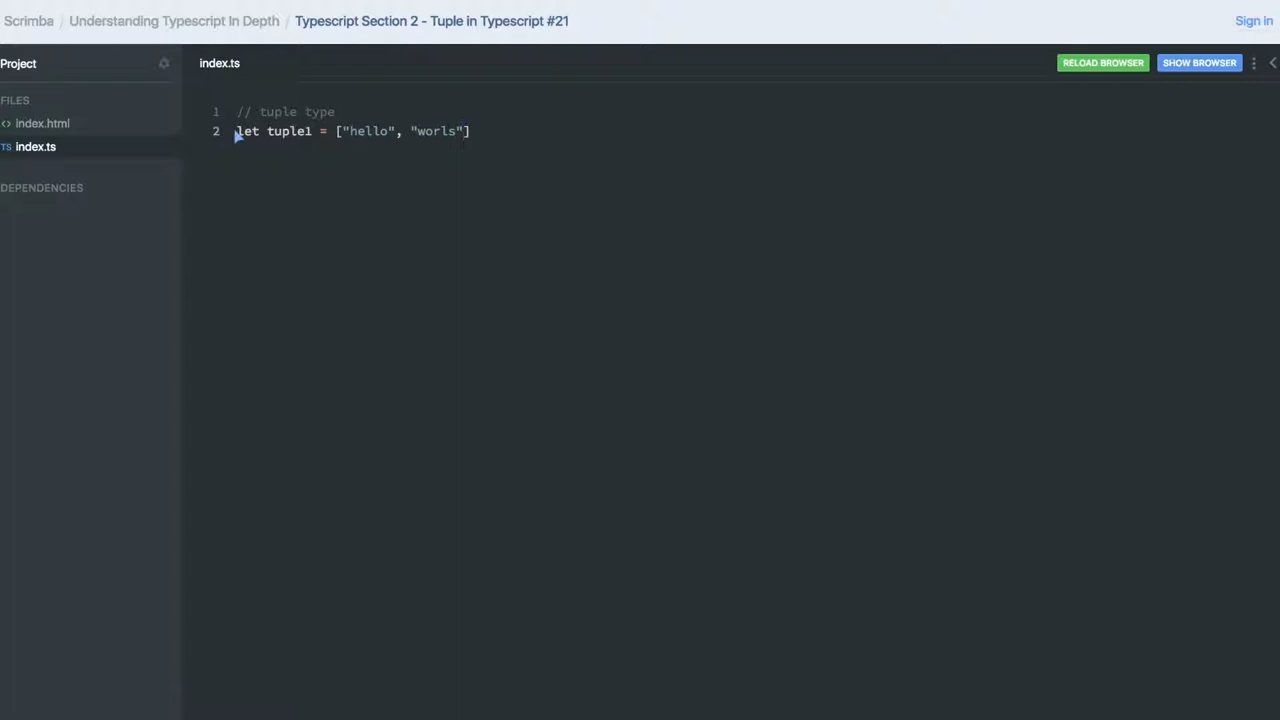 Scrimba / Understanding Typescript In Depth / Typescript Section 2 - Tuple in Typescript #21
Sign in
Project
index.ts
RELOAD BROWSER
SHOW BROWSER
FILES
<> index.html
TS index.ts
DEPENDENCIES
1 // tuple type
2 let tuple1 = ["hello", "worls"]